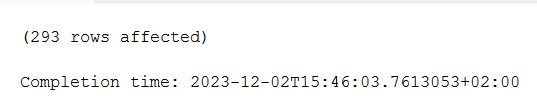 (293 rows affected)
Completion time: 2023-12-02T15:46:03.7613053+02:00